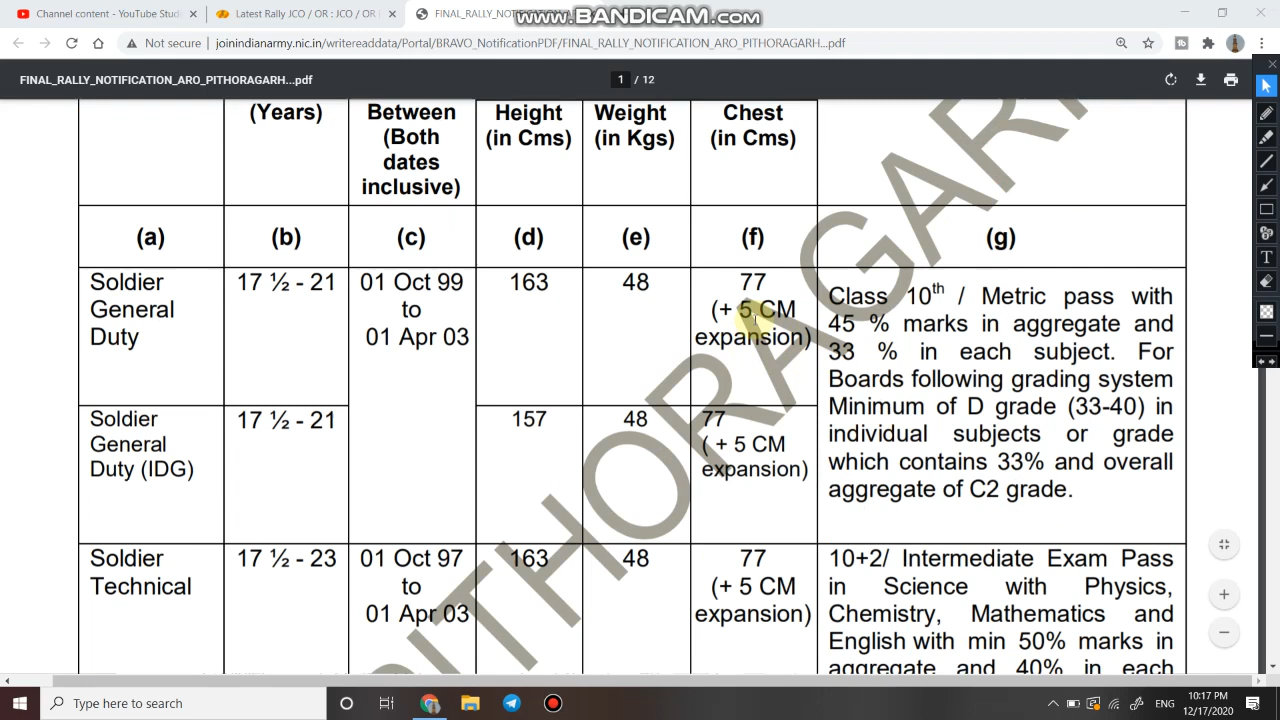 Channel content - YouTube Studi
Latest Rally JCO / OR : JCO / OR
FINAL_RALLY_NOTIFICATION_
www.BANDICAM.com
Not secure | joinindianarmy.nic.in/writereaddata/Portal/BRAVO_NotificationPDF/FINAL_RALLY_NOTIFICATION_ARO_PITHORAGARH...pdf
FINAL_RALLY_NOTIFICATION_ARO_PITHORAGARH...pdf
1 / 12
(Years)
Between
(Both
dates
inclusive)
Height
(in Cms)
Weight
(in Kgs)
Chest
(in Cms)
(a) (b) (c) (d) (e) (f) (g)
Soldier
General
Duty
17 ½ - 21
01 Oct 99
to
01 Apr 03
163
48
77
(+ 5 CM
expansion)
Class 10th / Metric pass with
45 % marks in aggregate and
33 % in each subject. For
Boards following grading system
Minimum of D grade (33-40) in
individual subjects or grade
which contains 33% and overall
aggregate of C2 grade.
Soldier
General
Duty (IDG)
17 ½ - 21
157
48
77
( + 5 CM
expansion)
Soldier
Technical
17 ½ - 23
01 Oct 97
to
01 Apr 03
163
48
77
(+ 5 CM
expansion)
10+2/ Intermediate Exam Pass
in Science with Physics,
Chemistry, Mathematics and
English with min 50% marks in
aggregate and 40% in each
PITHORAGAR
Type here to search
ENG
10:17 PM
12/17/2020